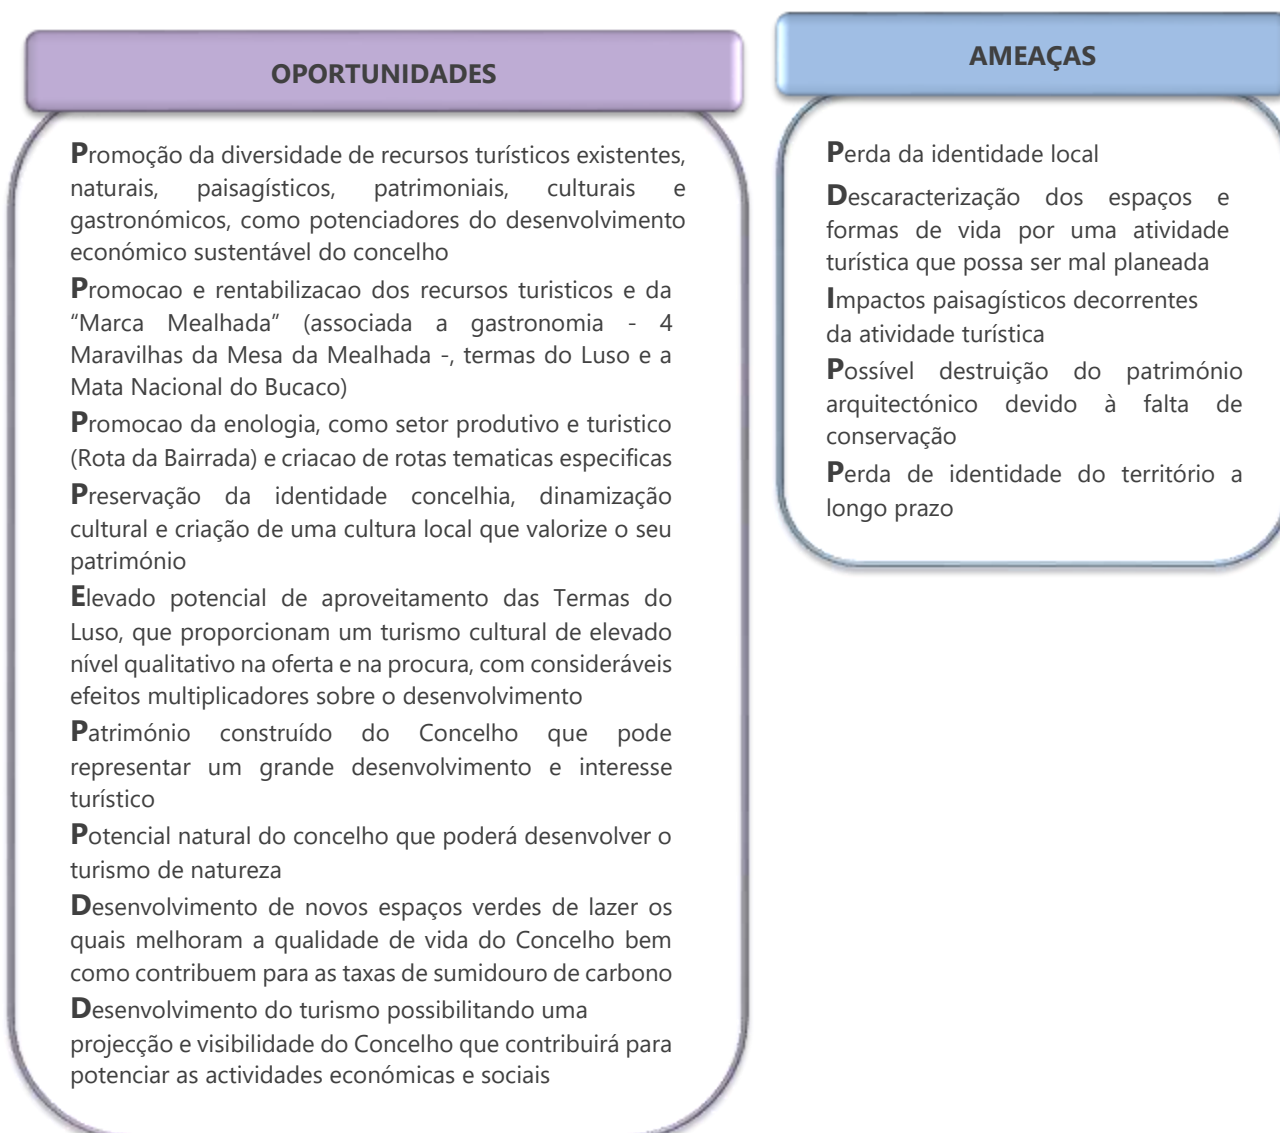 OPORTUNIDADES
Promoção da diversidade de recursos turísticos existentes,
naturais, paisagísticos, patrimoniais, culturais e
gastronómicos, como potenciadores do desenvolvimento
económico sustentável do concelho
Promocao e rentabilizacao dos recursos turisticos e da
“Marca Mealhada” (associada a gastronomia - 4
Maravilhas da Mesa da Mealhada -, termas do Luso e a
Mata Nacional do Bucaco)
Promocao da enologia, como setor produtivo e turistico
(Rota da Bairrada) e criacao de rotas tematicas especificas
Preservação da identidade concelhia, dinamização
cultural e criação de uma cultura local que valorize o seu
património
Elevado potencial de aproveitamento das Termas do
Luso, que proporcionam um turismo cultural de elevado
nível qualitativo na oferta e na procura, com consideráveis
efeitos multiplicadores sobre o desenvolvimento
Património construído do Concelho que pode
representar um grande desenvolvimento e interesse
turístico
Potencial natural do concelho que poderá desenvolver o
turismo de natureza
Desenvolvimento de novos espaços verdes de lazer os
quais melhoram a qualidade de vida do Concelho bem
como contribuem para as taxas de sumidouro de carbono
Desenvolvimento do turismo possibilitando uma
projecção e visibilidade do Concelho que contribuirá para
potenciar as actividades económicas e sociais
AMEAÇAS
Perda da identidade local
Descaracterização dos espaços e
formas de vida por uma atividade
turística que possa ser mal planeada
Impactos paisagísticos decorrentes
da atividade turística
Possível destruição do património
arquitectónico devido à falta de
conservação
Perda de identidade do território a
longo prazo